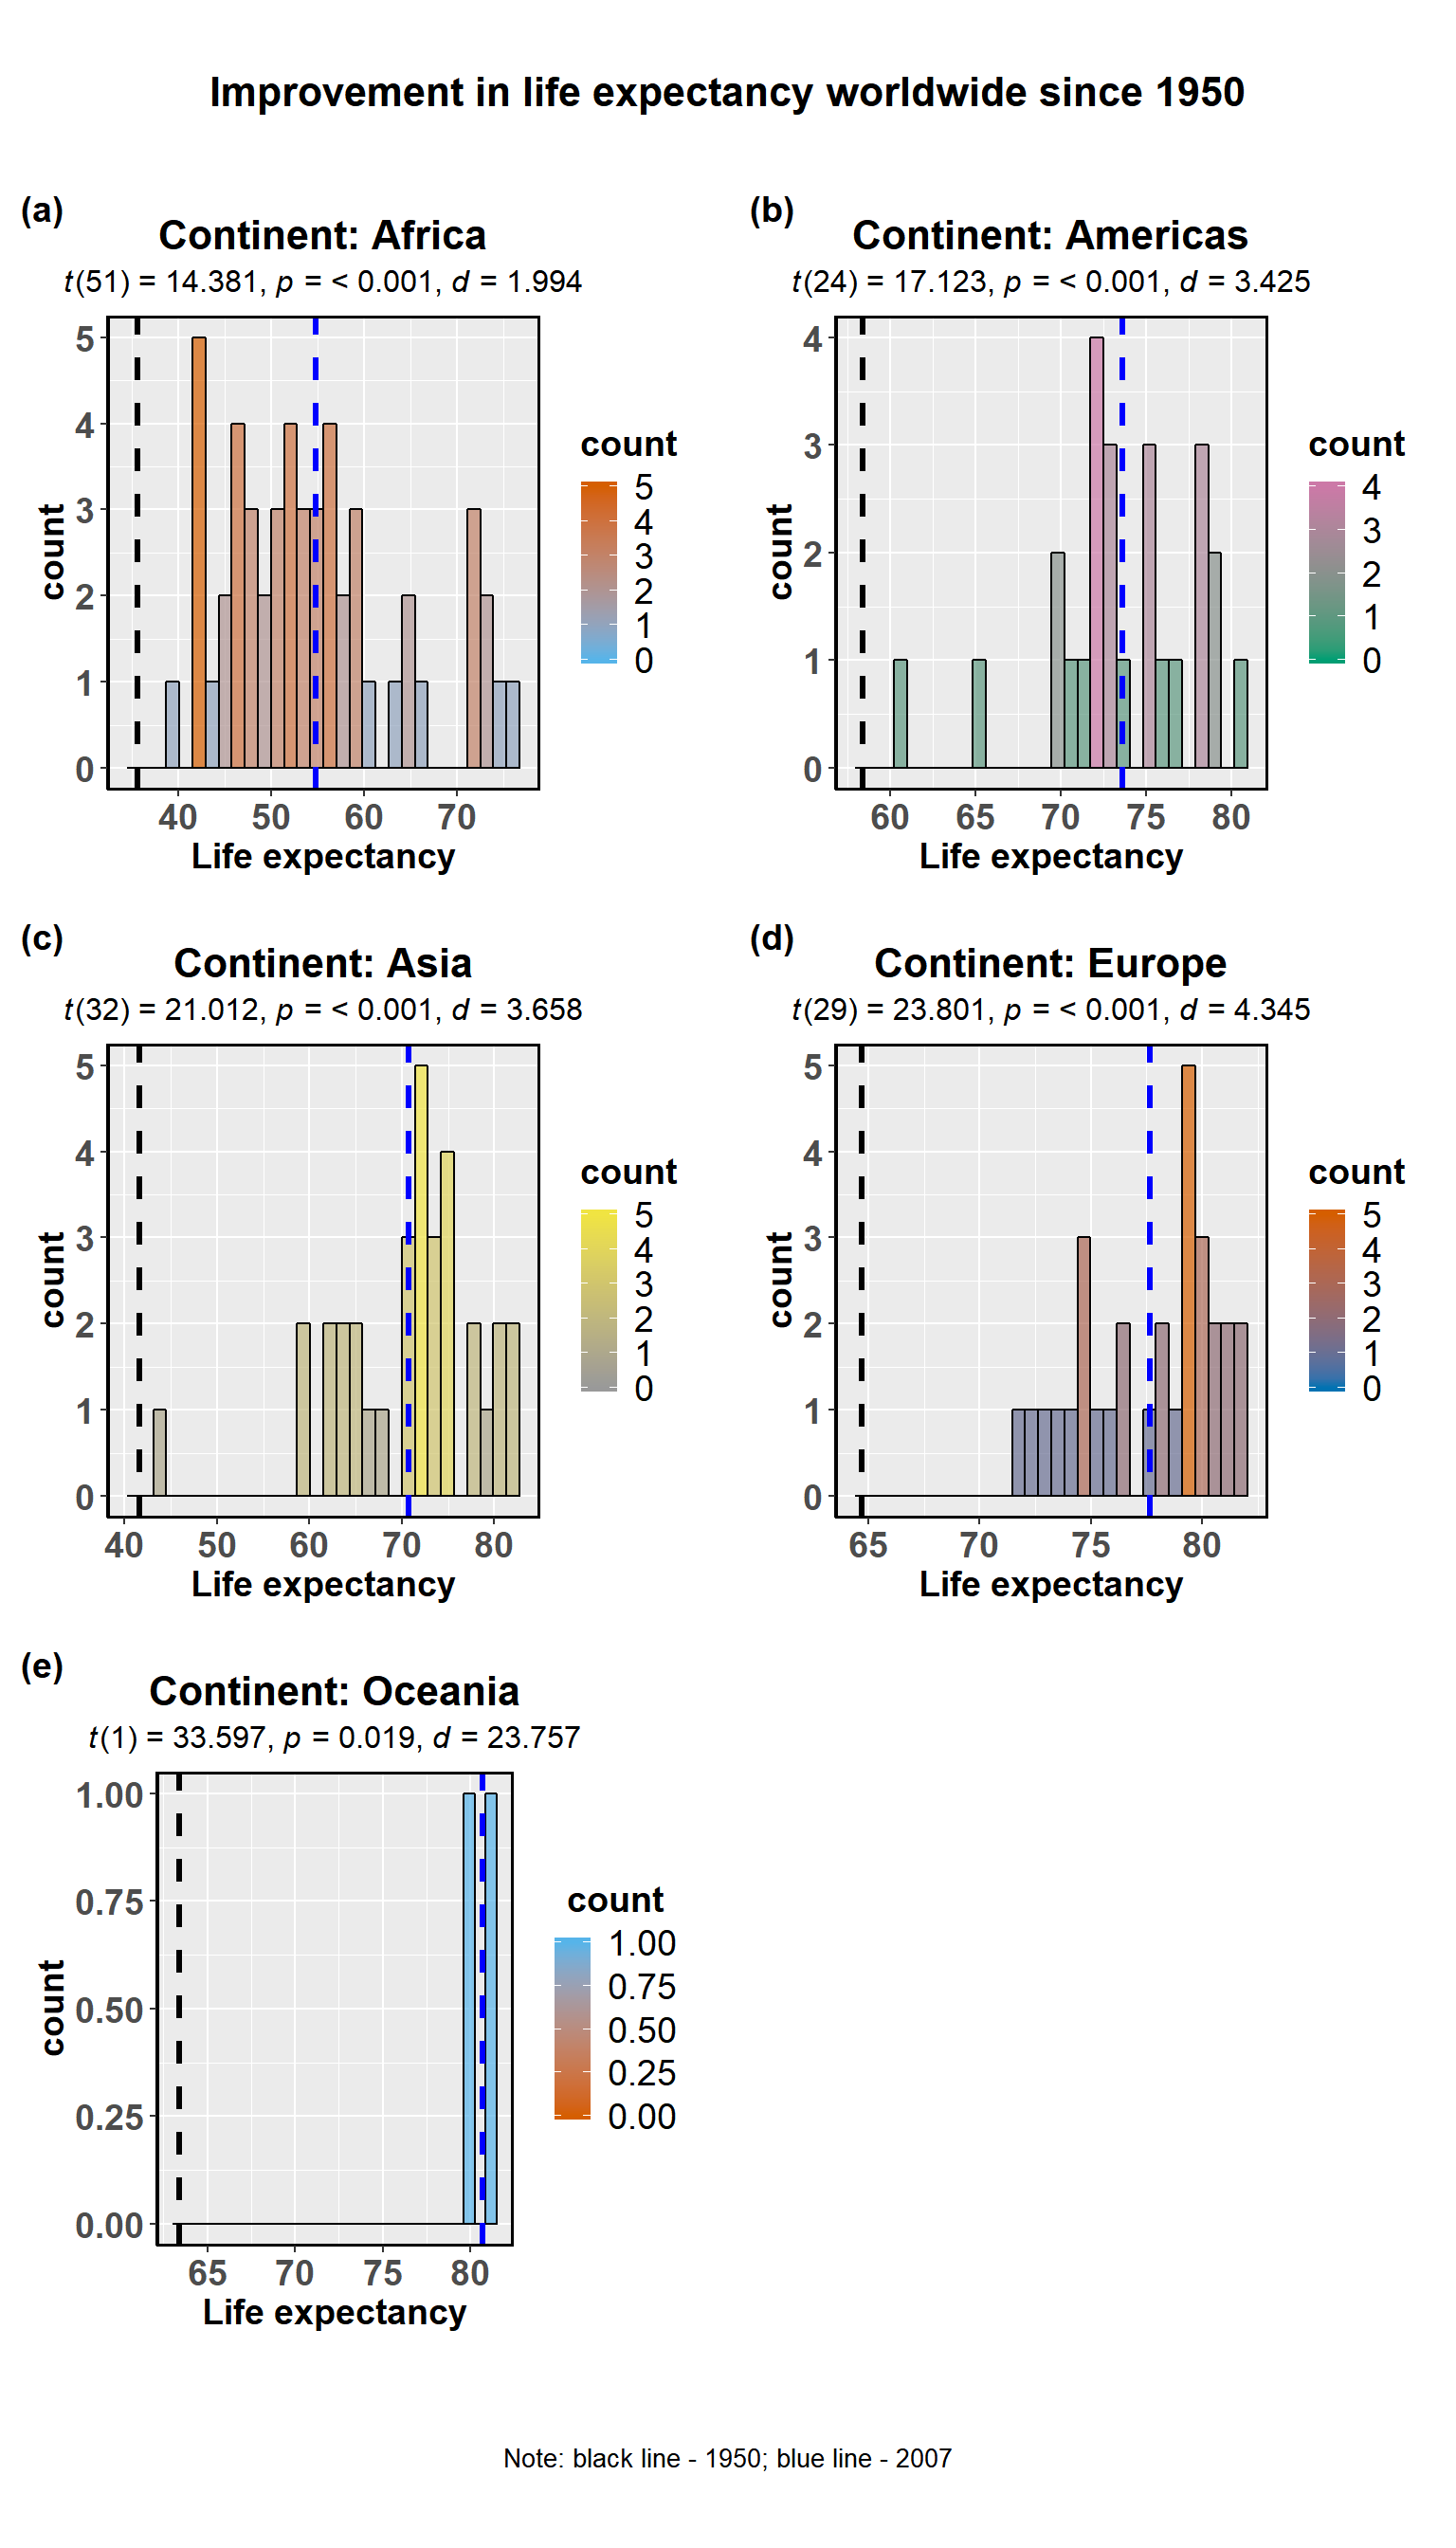 Improvement in life expectancy worldwide since 1950
(a)
Continent: Africa
t(51) = 14.381, p = < 0.001, d = 1.994
count
5
4
3
2
1
0
40 50 60 70
Life expectancy
count
5
4
3
2
1
0
(b)
Continent: Americas
t(24) = 17.123, p = < 0.001, d = 3.425
count
4
3
2
1
0
60 65 70 75 80
Life expectancy
count
4
3
2
1
0
(c)
Continent: Asia
t(32) = 21.012, p = < 0.001, d = 3.658
count
5
4
3
2
1
0
40 50 60 70 80
Life expectancy
count
5
4
3
2
1
0
(d)
Continent: Europe
t(29) = 23.801, p = < 0.001, d = 4.345
count
5
4
3
2
1
0
65 70 75 80
Life expectancy
count
5
4
3
2
1
0
(e)
Continent: Oceania
t(1) = 33.597, p = 0.019, d = 23.757
count
1.00
0.75
0.50
0.25
0.00
65 70 75 80
Life expectancy
count
1.00
0.75
0.50
0.25
0.00
Note: black line - 1950; blue line - 2007